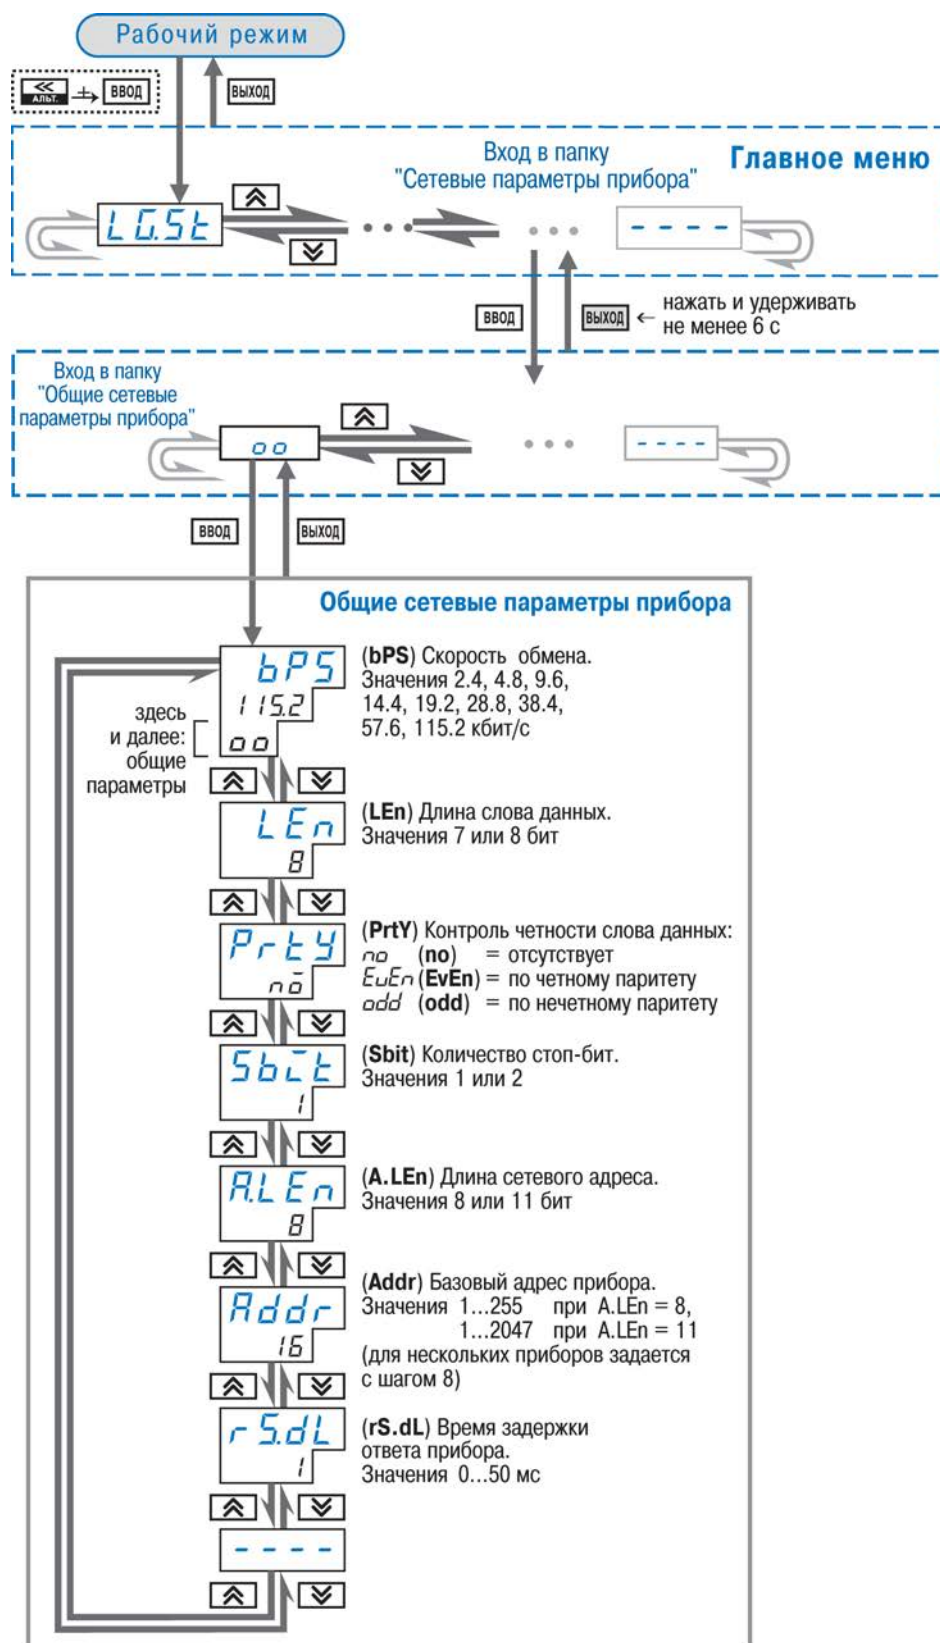 Рабочий режим
≪
АЛЬТ.
ВВОД
ВЫХОД
Главное меню
Вход в папку
"Сетевые параметры прибора"
LG.St
- - - -
ВВОД
ВЫХОД
← нажать и удерживать
не менее 6 с
Вход в папку
"Общие сетевые
параметры прибора"
oo
- - - -
ВВОД
ВЫХОД
Общие сетевые параметры прибора
bPS
115.2
oo
здесь
и далее:
общие
параметры
(bPS) Скорость обмена.
Значения 2.4, 4.8, 9.6,
14.4, 19.2, 28.8, 38.4,
57.6, 115.2 кбит/с
LEn
8
(LEn) Длина слова данных.
Значения 7 или 8 бит
PrtY
no
(PrtY) Контроль четности слова данных:
no (no) = отсутствует
EvEn (EvEn) = по четному паритету
odd (odd) = по нечетному паритету
Sbit
1
(Sbit) Количество стоп-бит.
Значения 1 или 2
A.LEn
8
(A.LEn) Длина сетевого адреса.
Значения 8 или 11 бит
Addr
16
(Addr) Базовый адрес прибора.
Значения 1...255 при A.LEn = 8,
1...2047 при A.LEn = 11
(для нескольких приборов задается
с шагом 8)
rS.dL
1
(rS.dL) Время задержки
ответа прибора.
Значения 0...50 мс
- - - -